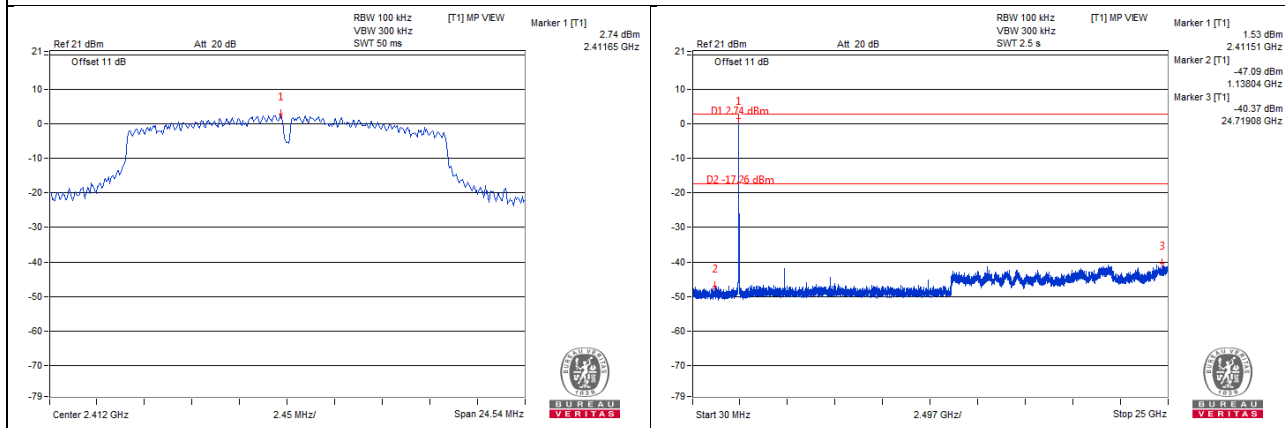 RBW 100 kHz
VBW 300 kHz
SWT 50 ms
[T1] MP VIEW
Marker 1 [T1]
2.74 dBm
2.41165 GHz
Ref 21 dBm
Att 20 dB
Offset 11 dB
21
10
0
-10
-20
-30
-40
-50
-60
-70
-79
1
Center 2.412 GHz
2.45 MHz/
Span 24.54 MHz
BUREAU VERITAS
1828
BUREAU
VERITAS
RBW 100 kHz
VBW 300 kHz
SWT 2.5 s
[T1] MP VIEW
Marker 1 [T1]
1.53 dBm
2.41151 GHz
Marker 2 [T1]
-47.09 dBm
1.13804 GHz
Marker 3 [T1]
-40.37 dBm
24.71908 GHz
Ref 21 dBm
Att 20 dB
Offset 11 dB
21
10
0
-10
-20
-30
-40
-50
-60
-70
-79
1
D1 2.74 dBm
D2 -17.26 dBm
2
3
Start 30 MHz
2.497 GHz/
Stop 25 GHz
BUREAU VERITAS
1828
BUREAU
VERITAS